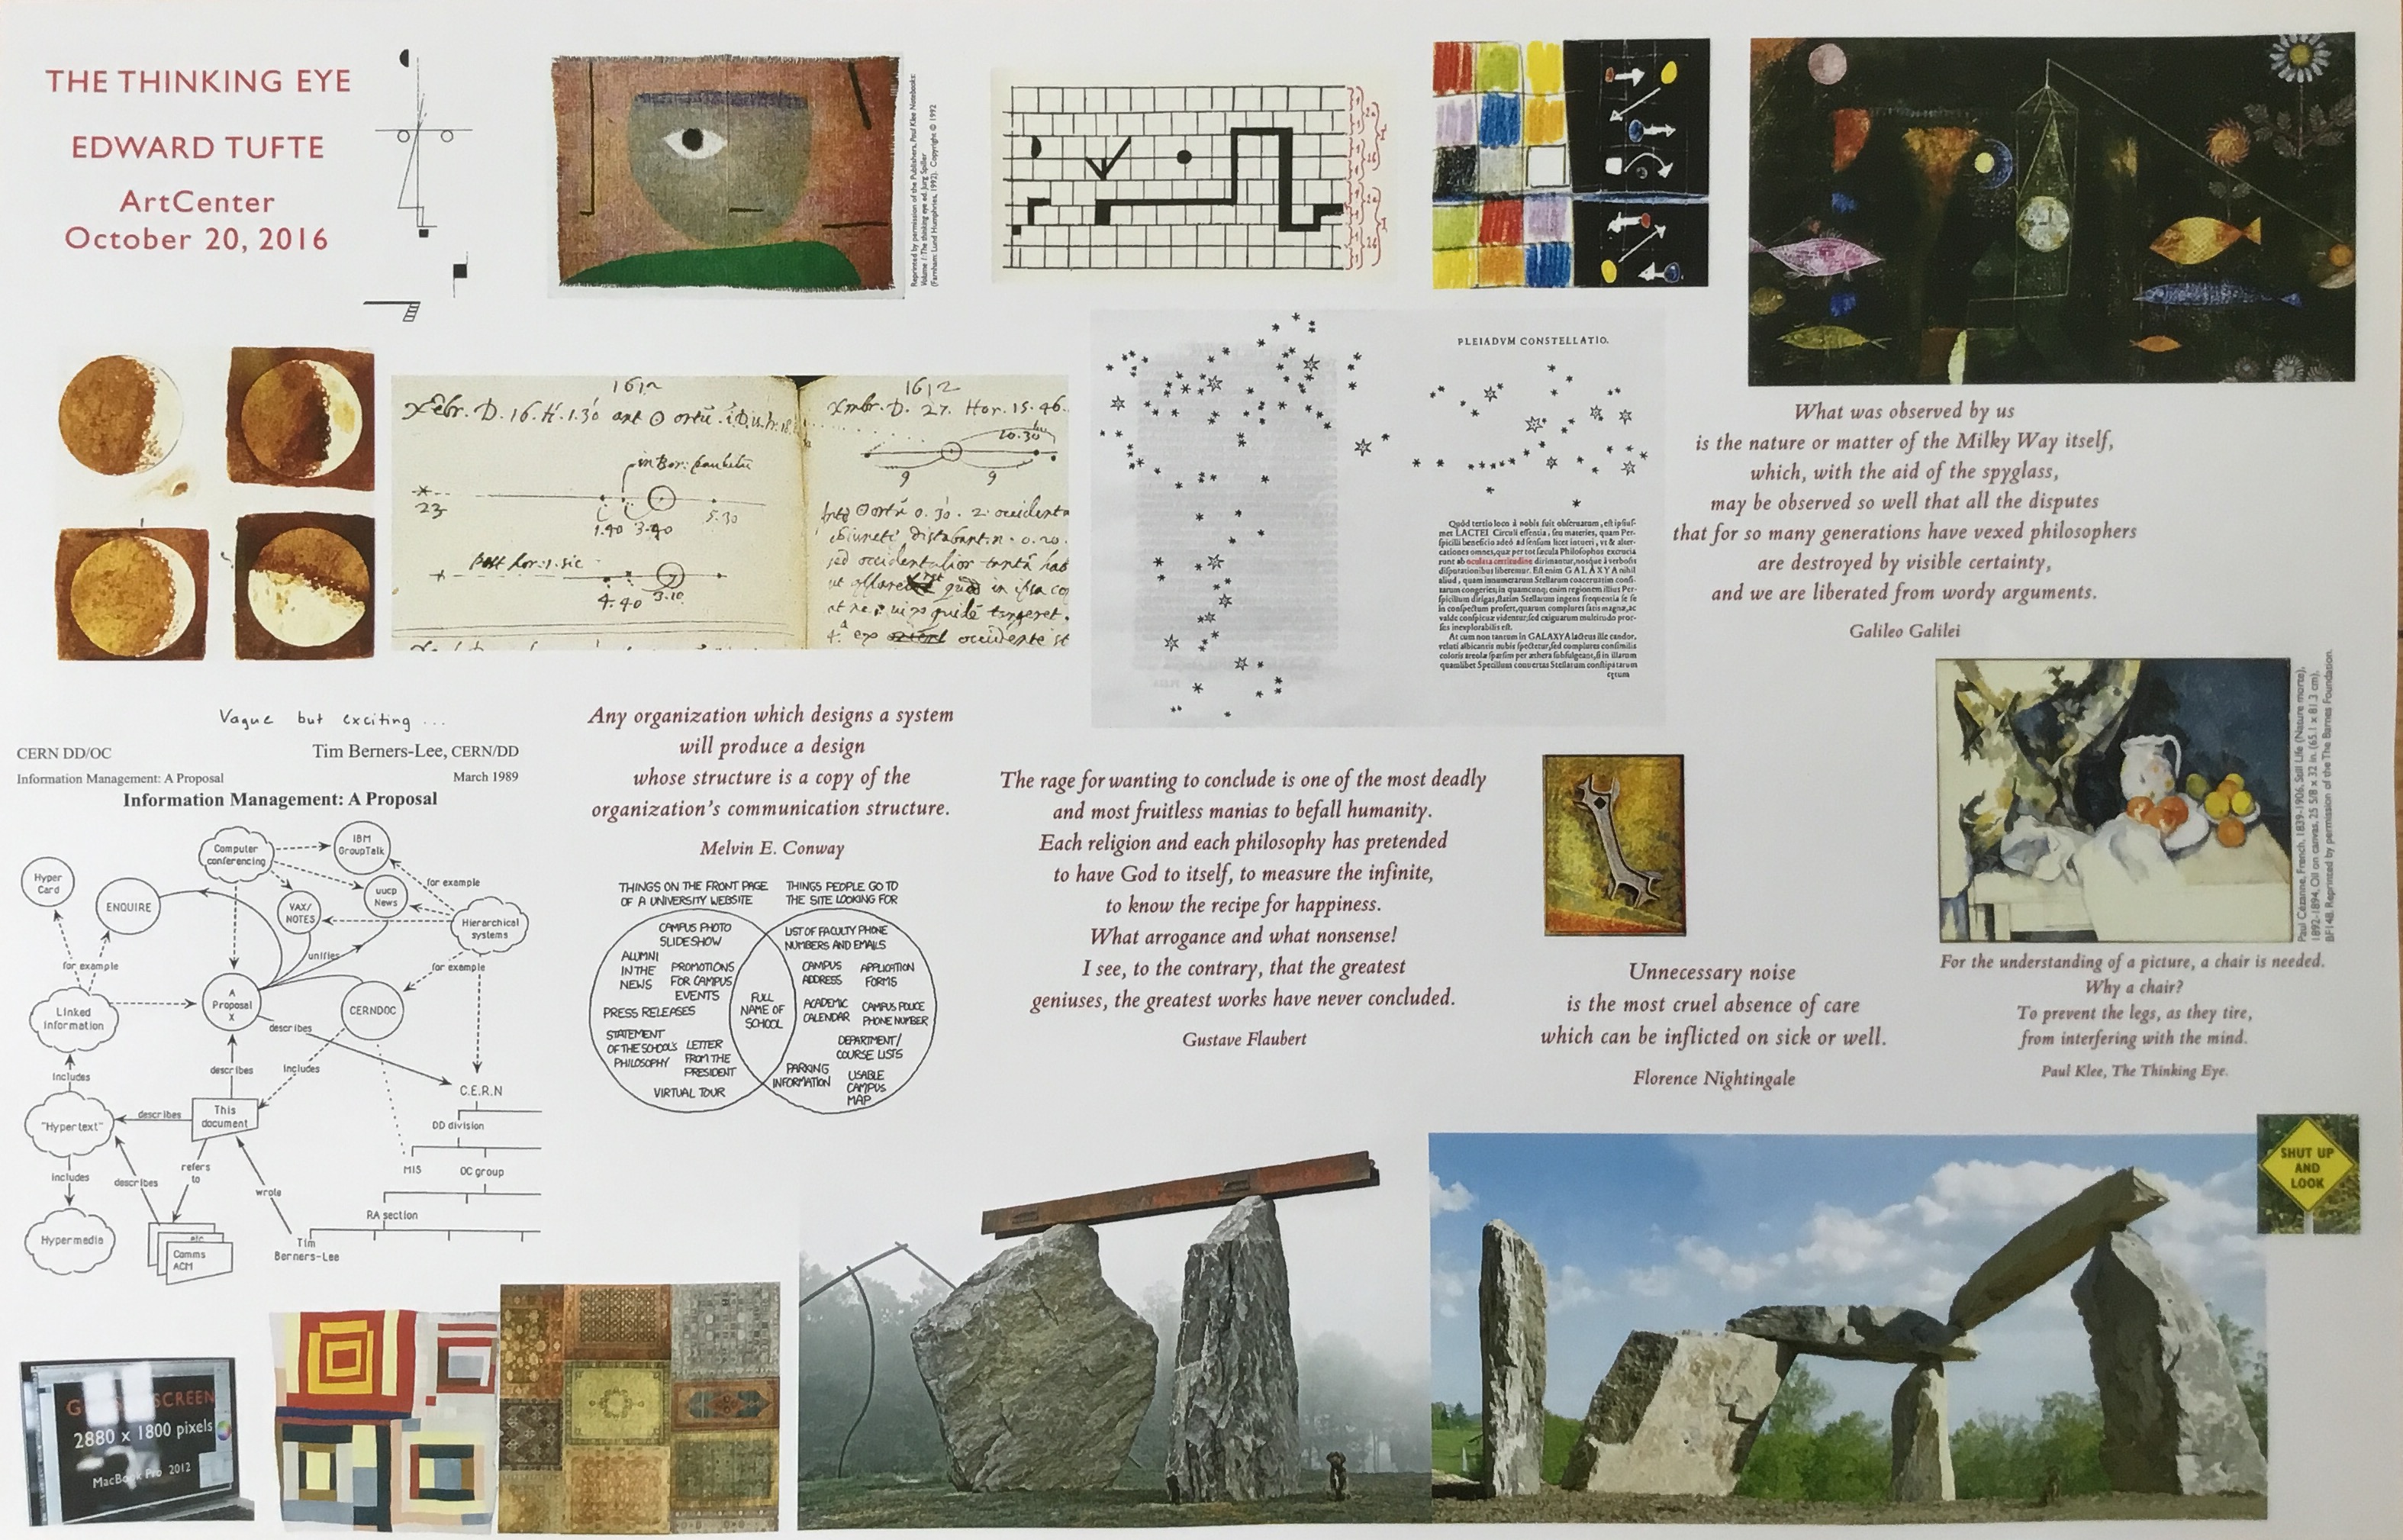 THE THINKING EYE
EDWARD TUFTE
ArtCenter
October 20, 2016
Reprinted by permission of the Publishers, Paul Klee Notebooks:
Volume 1: The thinking eye ed. Jurg Spiller
(Farnham: Lund Humphries, 1992). Copyright © 1992
1612
1612
D. 16. H. 1.30
D. 27. Hor. 15. 46.
10.30
9
9
23
1.40 3.40
5.30
4.40 3.10
PLEIADVM CONSTELLATIO.
Quòd tertio loco à nobis fuit obseruatum, est ipsius-
met LACTEI Circuli essentia, seu materies, quam Per-
spicilli beneficio adeò ad sensum licet intueri, vt & alter-
cationes omnes, quæ per tot sæcula Philosophos excrucia
runt ab oculata certitudine dirimantur, nosque à verbosis
disputationibus liberemur. Est enim GALAXYA nihil
aliud, quam innumerarum Stellarum coaceruatim consi-
tarum congeries; in quamcunq; enim regionem illius Per-
spicillum dirigas, statim Stellarum ingens frequentia se se
in conspectum profert, quarum complures satis magnæ, ac
valde conspicuæ videntur; sed exiguarum multitudo pror-
sus inexplorabilis est.
At cum non tantum in GALAXYA lacteus ille candor,
veluti albicantis nubis spectetur, sed complures consimilis
coloris areolæ sparsim per æthera subfulgeant, si in illarum
quamlibet Specillum conuertas Stellarum constipatarum
cętum
What was observed by us
is the nature or matter of the Milky Way itself,
which, with the aid of the spyglass,
may be observed so well that all the disputes
that for so many generations have vexed philosophers
are destroyed by visible certainty,
and we are liberated from wordy arguments.
Galileo Galilei
Vague but exciting ...
CERN DD/OC
Tim Berners-Lee, CERN/DD
Information Management: A Proposal
March 1989
Information Management: A Proposal
Computer
conferencing
IBM
GroupTalk
Hyper
Card
ENQUIRE
VAX/
NOTES
uucp
News
for example
Hierarchical
systems
unifies
for example
for example
Linked
information
A
Proposal
X
CERNDOC
describes
includes
describes
includes
C.E.R.N
"Hypertext"
describes
This
document
DD division
includes
describes
refers
to
wrote
MIS
OC group
RA section
Hypermedia
etc
Comms
ACM
Tim
Berners-Lee
Any organization which designs a system
will produce a design
whose structure is a copy of the
organization's communication structure.
Melvin E. Conway
THINGS ON THE FRONT PAGE
OF A UNIVERSITY WEBSITE
THINGS PEOPLE GO TO
THE SITE LOOKING FOR
CAMPUS PHOTO
SLIDESHOW
ALUMNI
IN THE
NEWS
PROMOTIONS
FOR CAMPUS
EVENTS
PRESS RELEASES
STATEMENT
OF THE SCHOOL'S
PHILOSOPHY
LETTER
FROM THE
PRESIDENT
VIRTUAL TOUR
FULL
NAME OF
SCHOOL
LIST OF FACULTY PHONE
NUMBERS AND EMAILS
CAMPUS
ADDRESS
APPLICATION
FORMS
ACADEMIC
CALENDAR
CAMPUS POLICE
PHONE NUMBER
DEPARTMENT/
COURSE LISTS
PARKING
INFORMATION
USABLE
CAMPUS
MAP
The rage for wanting to conclude is one of the most deadly
and most fruitless manias to befall humanity.
Each religion and each philosophy has pretended
to have God to itself, to measure the infinite,
to know the recipe for happiness.
What arrogance and what nonsense!
I see, to the contrary, that the greatest
geniuses, the greatest works have never concluded.
Gustave Flaubert
Unnecessary noise
is the most cruel absence of care
which can be inflicted on sick or well.
Florence Nightingale
Paul Cézanne, French, 1839-1906. Still Life (Nature morte),
1892-1894, Oil on canvas, 25 5/8 x 32 in. (65.1 x 81.3 cm).
BF148. Reprinted by permission of the The Barnes Foundation.
For the understanding of a picture, a chair is needed.
Why a chair?
To prevent the legs, as they tire,
from interfering with the mind.
Paul Klee, The Thinking Eye.
SHUT UP
AND
LOOK
SCREEN
2880 x 1800 pixels
MacBook Pro 2012